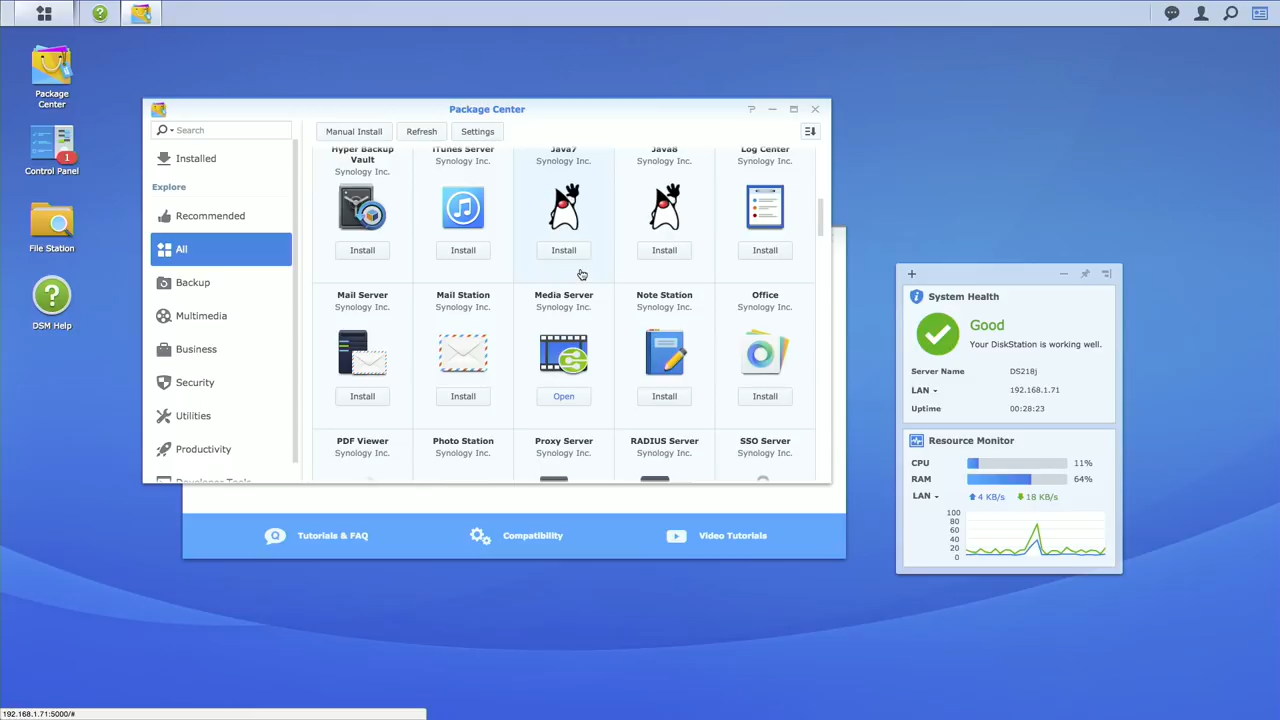 Package
Center
1
Control Panel
File Station
DSM Help
Package Center
Search
Manual Install
Refresh
Settings
Installed
Explore
Recommended
All
Backup
Multimedia
Business
Security
Utilities
Productivity
Developer Tools
Hyper Backup
Vault
Synology Inc.
Install
iTunes Server
Synology Inc.
Install
Java7
Synology Inc.
Install
Java8
Synology Inc.
Install
Log Center
Synology Inc.
Install
Mail Server
Synology Inc.
Install
Mail Station
Synology Inc.
Install
Media Server
Synology Inc.
Open
Note Station
Synology Inc.
Install
Office
Synology Inc.
Install
PDF Viewer
Synology Inc.
Photo Station
Synology Inc.
Proxy Server
Synology Inc.
RADIUS Server
Synology Inc.
SSO Server
Synology Inc.
Tutorials & FAQ
Compatibility
Video Tutorials
System Health
Good
Your DiskStation is working well.
Server Name DS218j
LAN 192.168.1.71
Uptime 00:28:23
Resource Monitor
CPU 11%
RAM 64%
LAN 4 KB/s 18 KB/s
100
80
60
40
20
0
192.168.1.71:5000/#